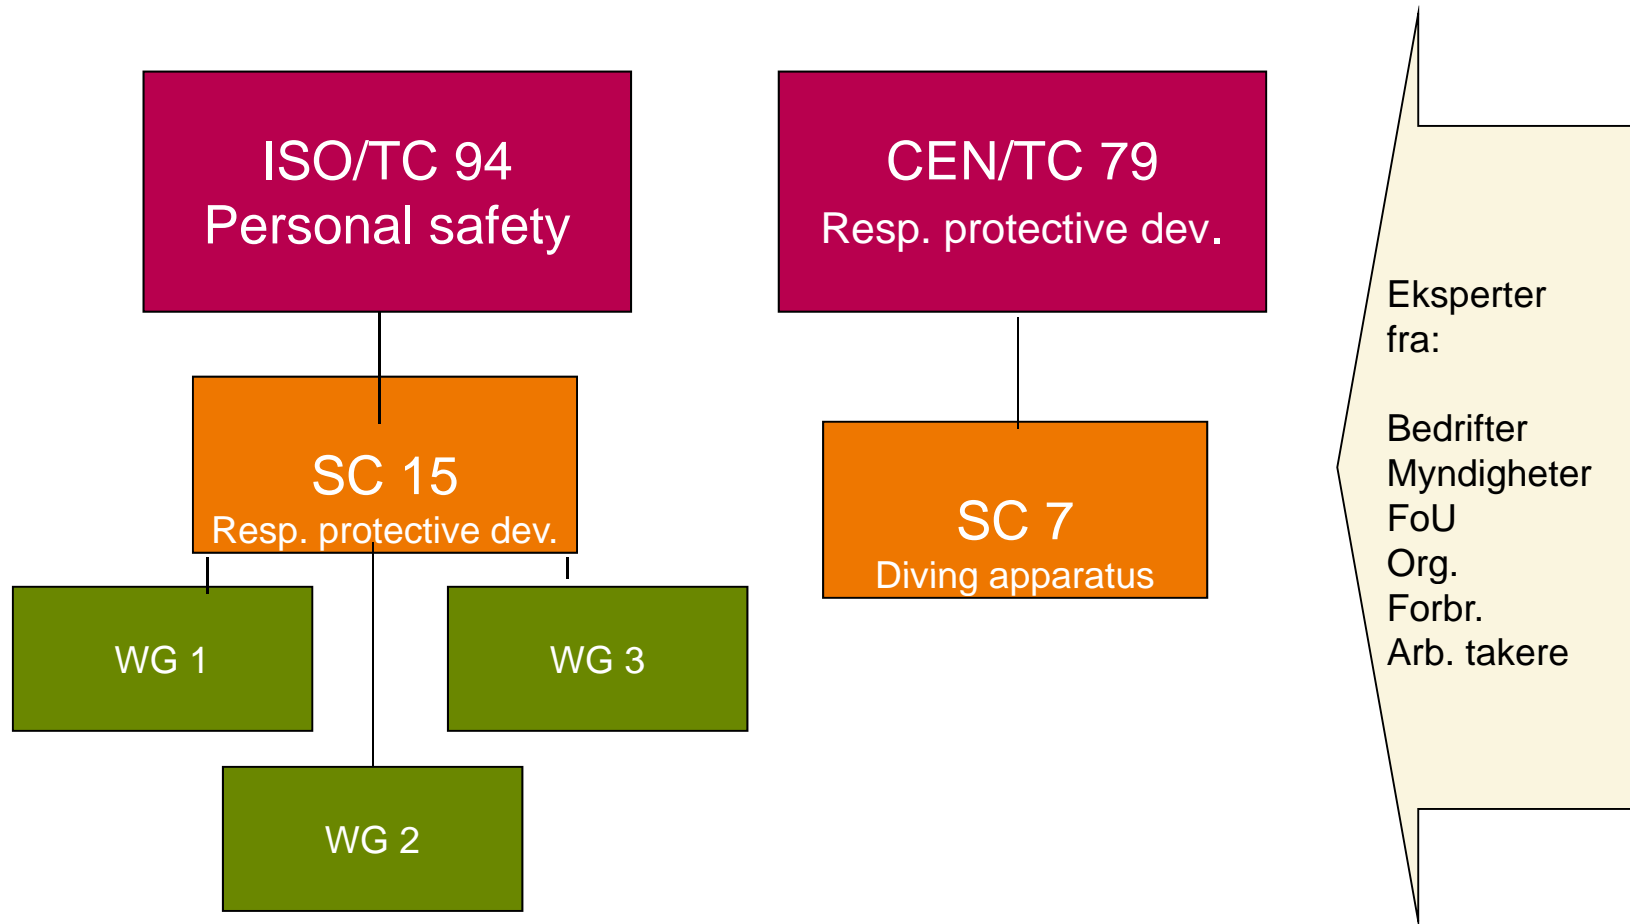 ISO/TC 94
Personal safety
SC 15
Resp. protective dev.
WG 1
WG 3
WG 2
CEN/TC 79
Resp. protective dev.
SC 7
Diving apparatus
Eksperter
fra:
Bedrifter
Myndigheter
FoU
Org.
Forbr.
Arb. takere